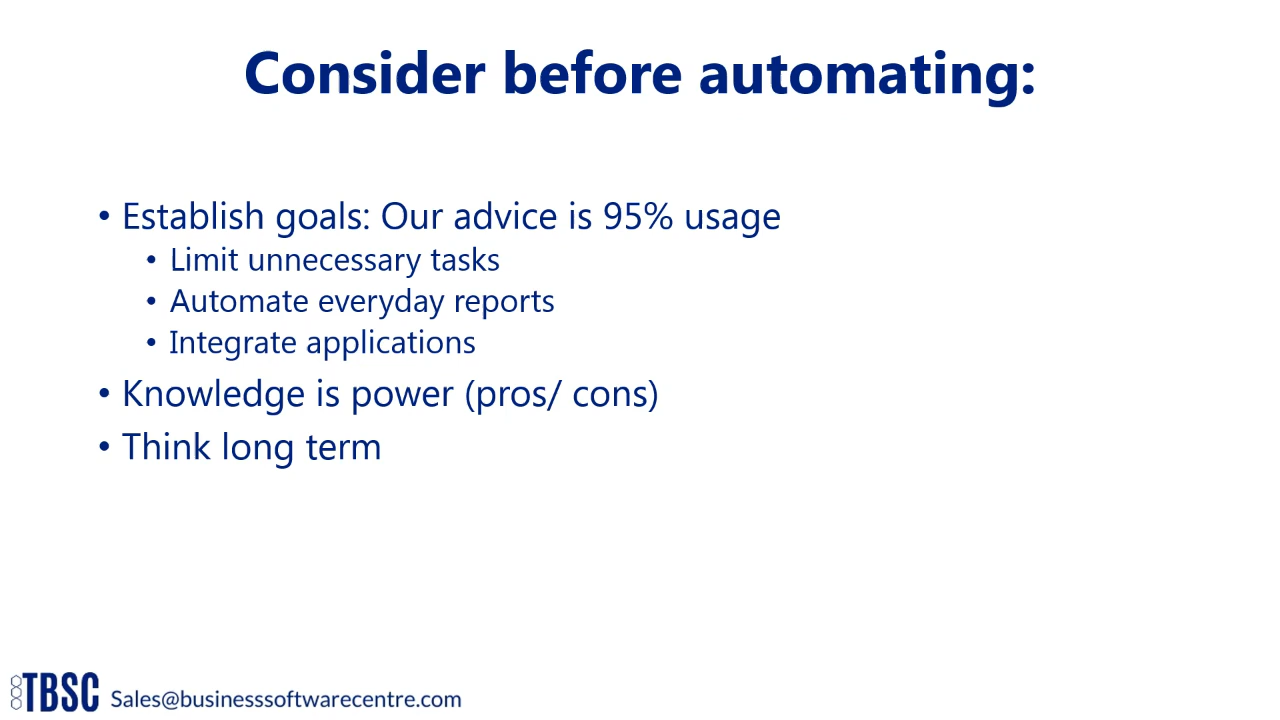 Consider before automating:
• Establish goals: Our advice is 95% usage
• Limit unnecessary tasks
• Automate everyday reports
• Integrate applications
• Knowledge is power (pros/ cons)
• Think long term
TBSC Sales@businesssoftwarecentre.com